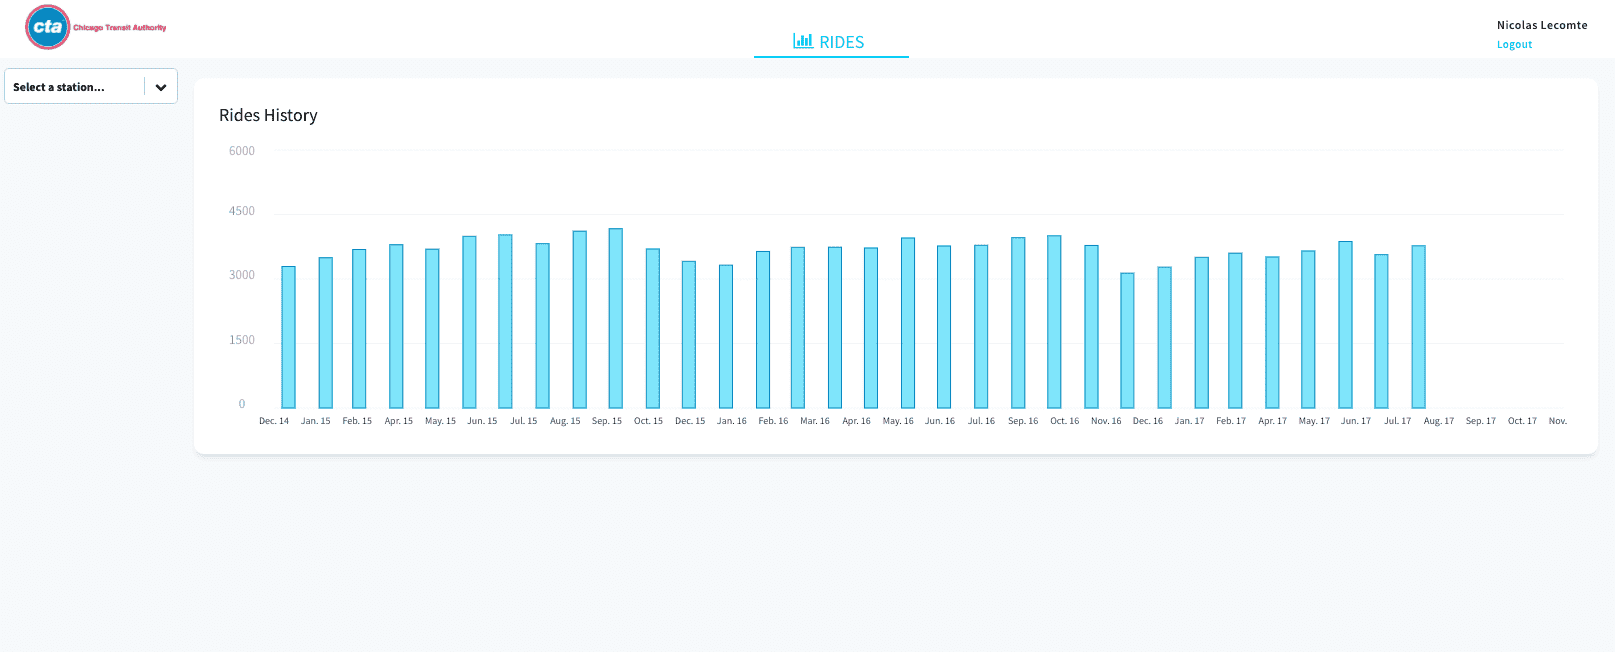 cta Chicago Transit Authority
RIDES
Nicolas Lecomte
Logout
Select a station...
Rides History
6000
4500
3000
1500
0
Dec. 14 Jan. 15 Feb. 15 Apr. 15 May. 15 Jun. 15 Jul. 15 Aug. 15 Sep. 15 Oct. 15 Dec. 15 Jan. 16 Feb. 16 Mar. 16 Apr. 16 May. 16 Jun. 16 Jul. 16 Sep. 16 Oct. 16 Nov. 16 Dec. 16 Jan. 17 Feb. 17 Apr. 17 May. 17 Jun. 17 Jul. 17 Aug. 17 Sep. 17 Oct. 17 Nov.